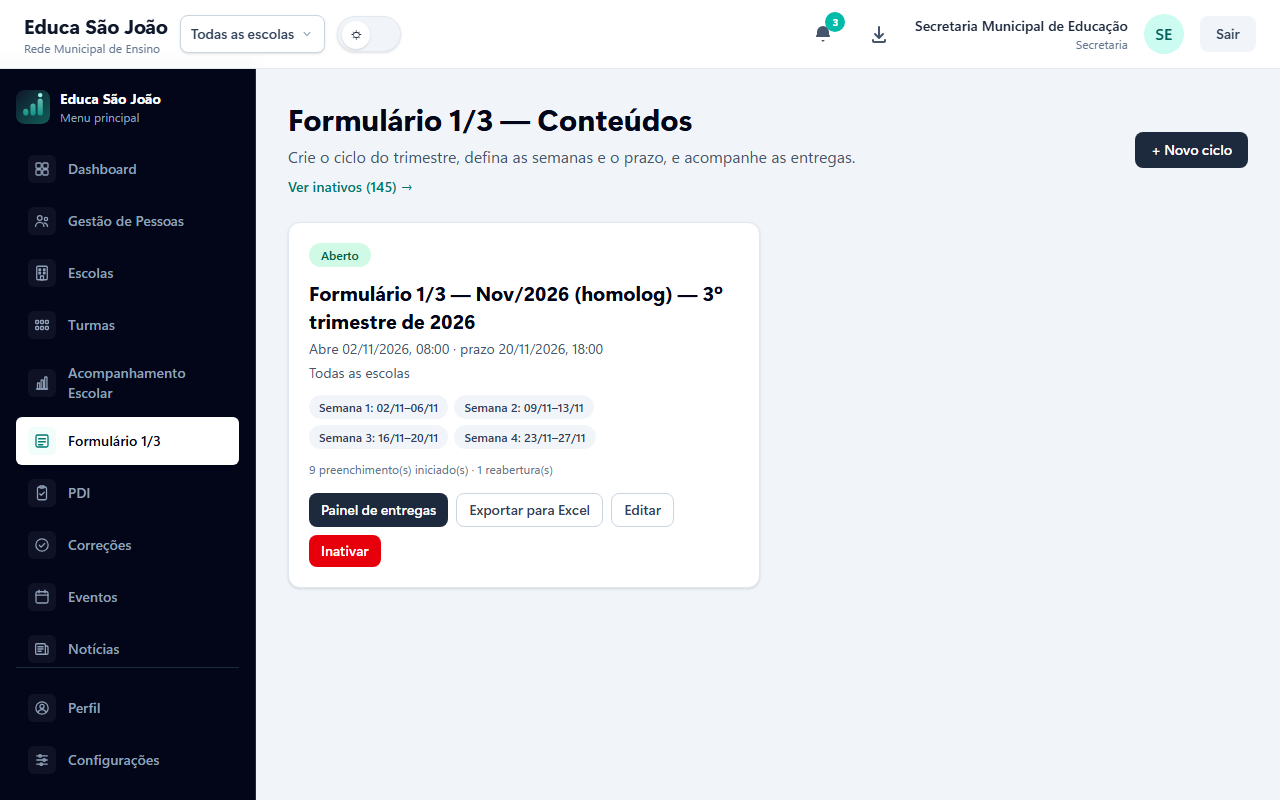 Educa São João
Rede Municipal de Ensino
Todas as escolas
3
Secretaria Municipal de Educação
Secretaria
SE
Sair
Educa São João
Menu principal
Dashboard
Gestão de Pessoas
Escolas
Turmas
Acompanhamento
Escolar
Formulário 1/3
PDI
Correções
Eventos
Notícias
Perfil
Configurações
Formulário 1/3 — Conteúdos
Crie o ciclo do trimestre, defina as semanas e o prazo, e acompanhe as entregas.
Ver inativos (145) →
+ Novo ciclo
Aberto
Formulário 1/3 — Nov/2026 (homolog) — 3º
trimestre de 2026
Abre 02/11/2026, 08:00 · prazo 20/11/2026, 18:00
Todas as escolas
Semana 1: 02/11–06/11
Semana 2: 09/11–13/11
Semana 3: 16/11–20/11
Semana 4: 23/11–27/11
9 preenchimento(s) iniciado(s) · 1 reabertura(s)
Painel de entregas
Exportar para Excel
Editar
Inativar